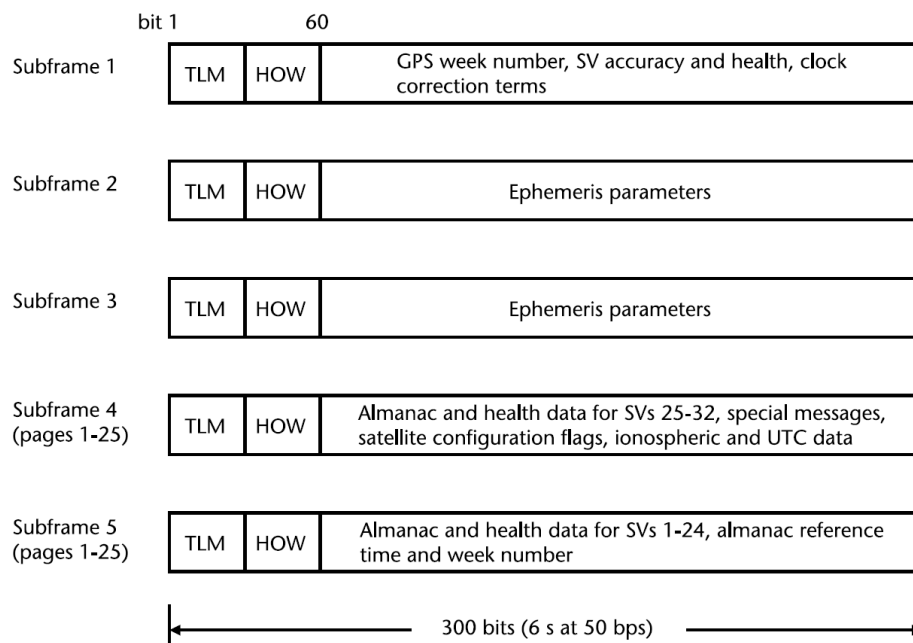 bit 1 60
Subframe 1
TLM HOW GPS week number, SV accuracy and health, clock
correction terms
Subframe 2
TLM HOW Ephemeris parameters
Subframe 3
TLM HOW Ephemeris parameters
Subframe 4
(pages 1-25)
TLM HOW Almanac and health data for SVs 25-32, special messages,
satellite configuration flags, ionospheric and UTC data
Subframe 5
(pages 1-25)
TLM HOW Almanac and health data for SVs 1-24, almanac reference
time and week number
300 bits (6 s at 50 bps)